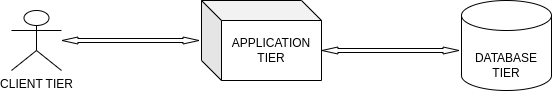 CLIENT TIER
APPLICATION
TIER
DATABASE
TIER